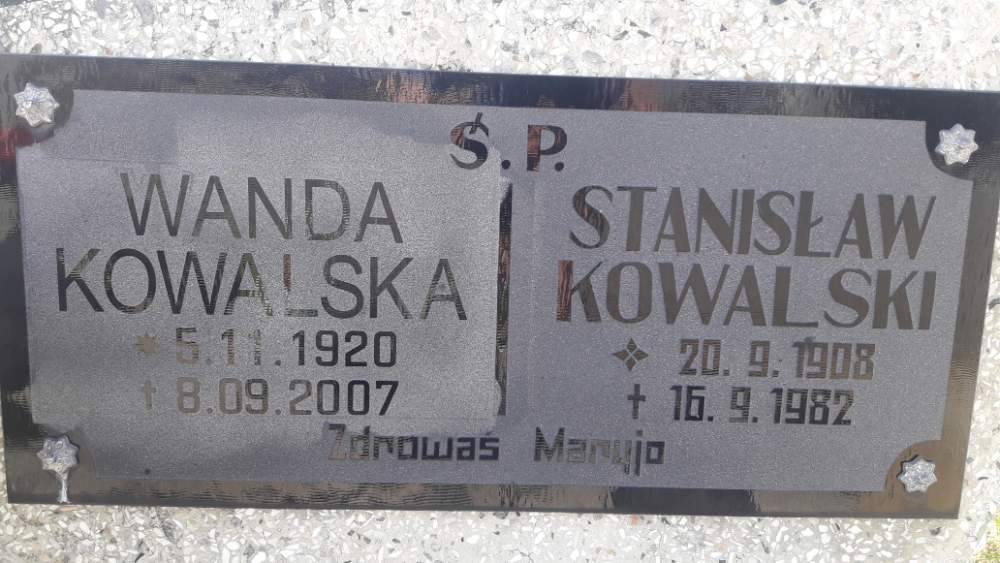 Ś.P.
WANDA
KOWALSKA
* 5.11.1920
† 8.09.2007
STANISŁAW
KOWALSKI
* 20.9.1908
† 16.9.1982
Zdrowaś Maryjo